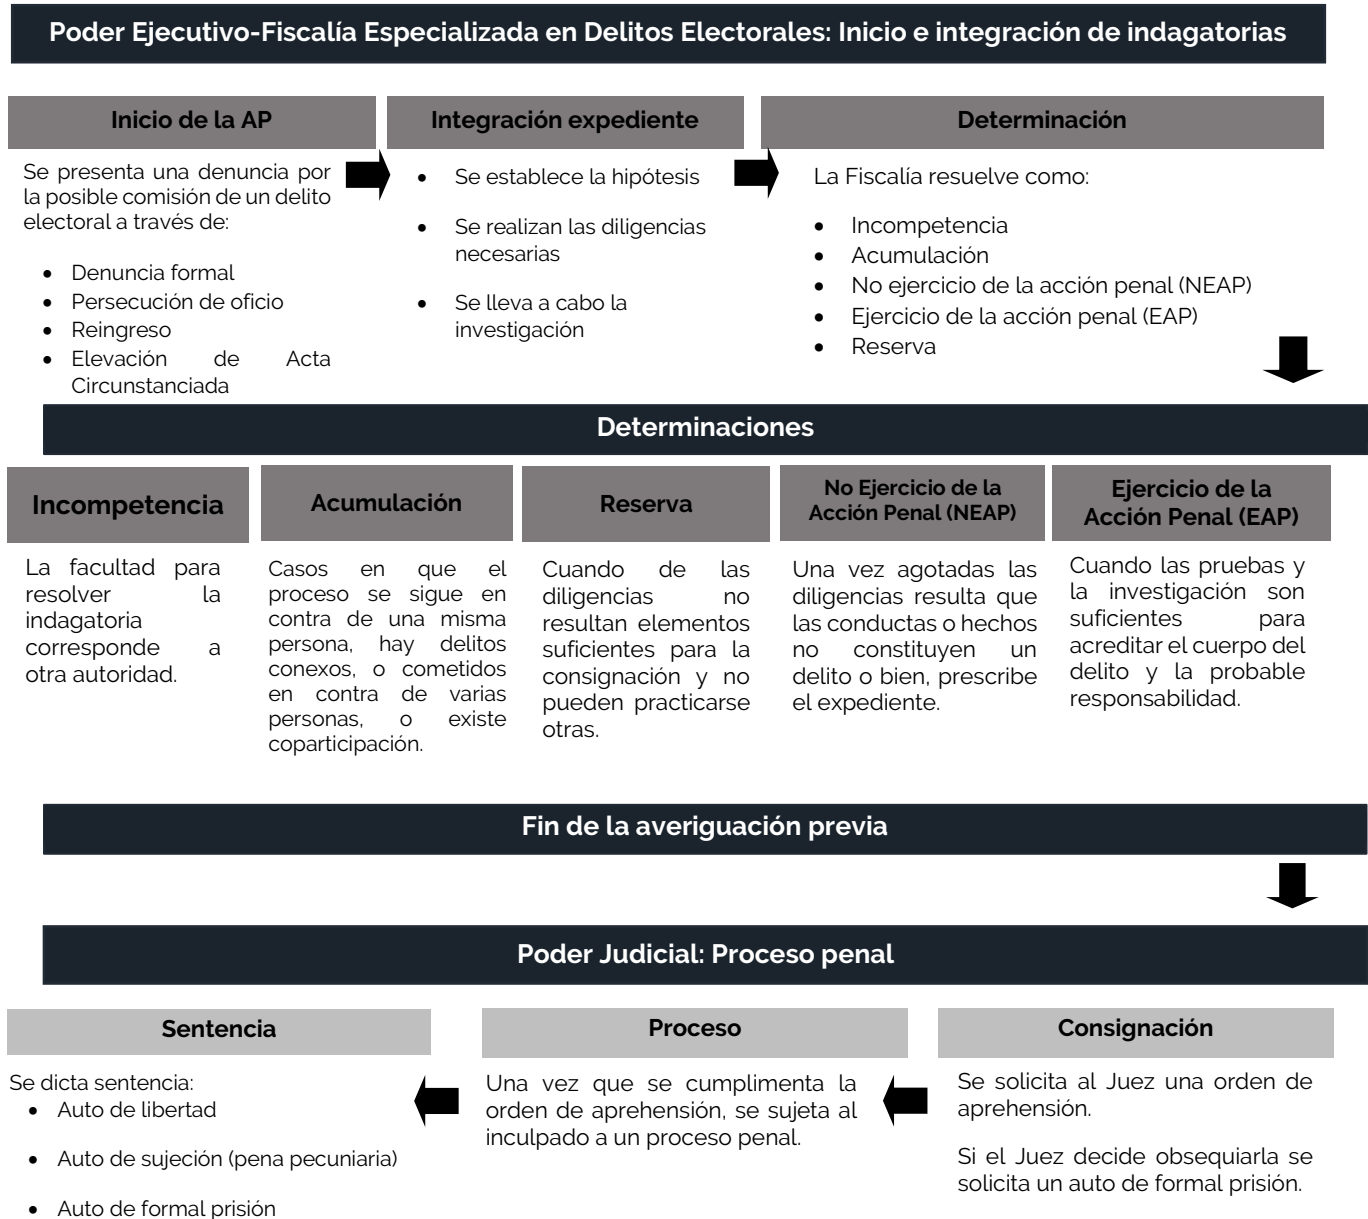 Poder Ejecutivo-Fiscalía Especializada en Delitos Electorales: Inicio e integración de indagatorias
Inicio de la AP
Se presenta una denuncia por
la posible comisión de un delito
electoral a través de:
• Denuncia formal
• Persecución de oficio
• Reingreso
• Elevación de Acta
Circunstanciada
Integración expediente
• Se establece la hipótesis
• Se realizan las diligencias
necesarias
• Se lleva a cabo la
investigación
Determinación
La Fiscalía resuelve como:
• Incompetencia
• Acumulación
• No ejercicio de la acción penal (NEAP)
• Ejercicio de la acción penal (EAP)
• Reserva
Determinaciones
Incompetencia
La facultad para
resolver la
indagatoria
corresponde a
otra autoridad.
Acumulación
Casos en que el
proceso se sigue en
contra de una misma
persona, hay delitos
conexos, o cometidos
en contra de varias
personas, o existe
coparticipación.
Reserva
Cuando de las
diligencias no
resultan elementos
suficientes para la
consignación y no
pueden practicarse
otras.
No Ejercicio de la
Acción Penal (NEAP)
Una vez agotadas las
diligencias resulta que
las conductas o hechos
no constituyen un
delito o bien, prescribe
el expediente.
Ejercicio de la
Acción Penal (EAP)
Cuando las pruebas y
la investigación son
suficientes para
acreditar el cuerpo del
delito y la probable
responsabilidad.
Fin de la averiguación previa
Poder Judicial: Proceso penal
Sentencia
Se dicta sentencia:
• Auto de libertad
• Auto de sujeción (pena pecuniaria)
• Auto de formal prisión
Proceso
Una vez que se cumplimenta la
orden de aprehensión, se sujeta al
inculpado a un proceso penal.
Consignación
Se solicita al Juez una orden de
aprehensión.
Si el Juez decide obsequiarla se
solicita un auto de formal prisión.